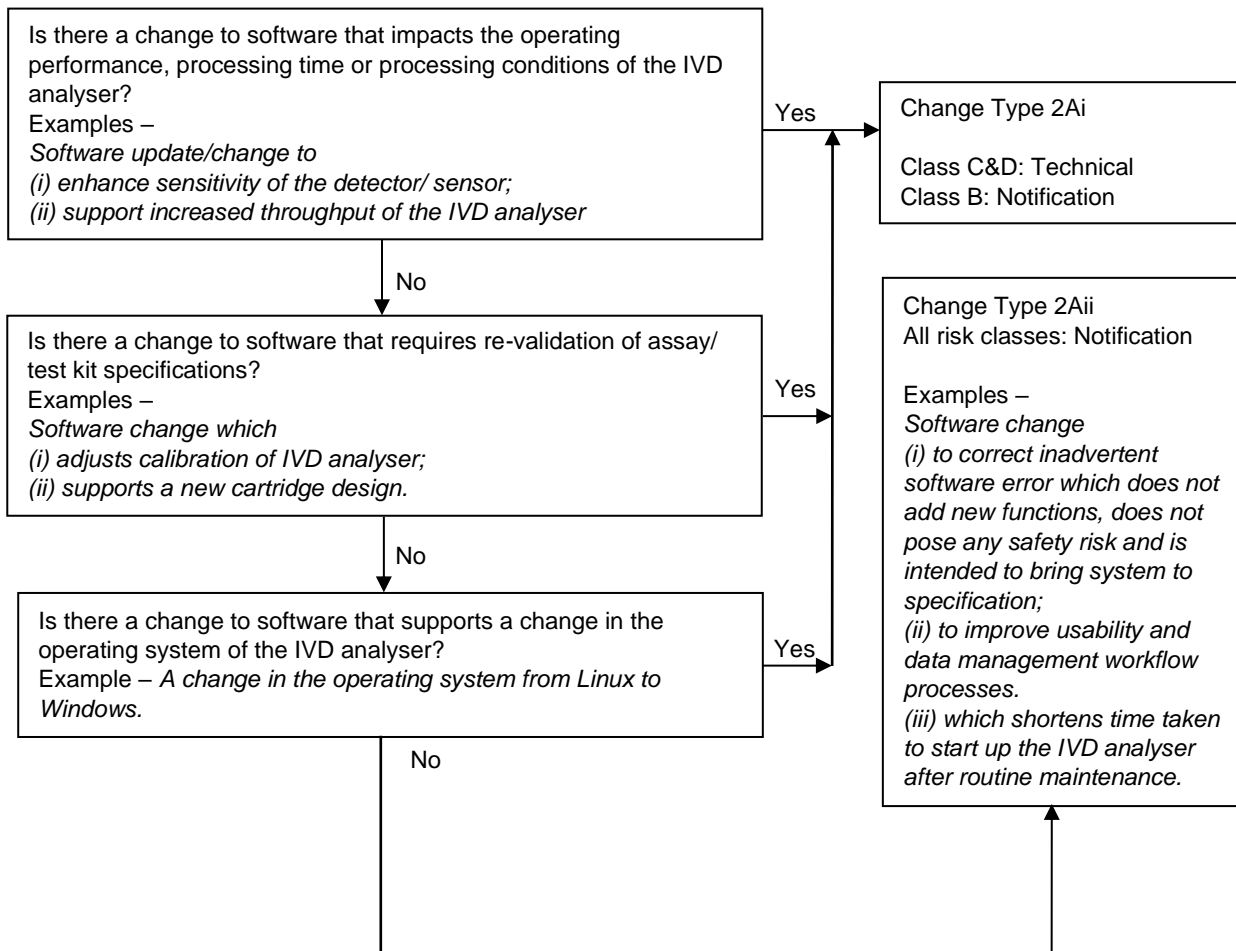 Is there a change to software that impacts the operating
performance, processing time or processing conditions of the IVD
analyser?
Examples –
Software update/change to
(i) enhance sensitivity of the detector/ sensor;
(ii) support increased throughput of the IVD analyser
Yes
Change Type 2Ai
Class C&D: Technical
Class B: Notification
No
Is there a change to software that requires re-validation of assay/
test kit specifications?
Examples –
Software change which
(i) adjusts calibration of IVD analyser;
(ii) supports a new cartridge design.
Yes
No
Is there a change to software that supports a change in the
operating system of the IVD analyser?
Example – A change in the operating system from Linux to
Windows.
Yes
No
Change Type 2Aii
All risk classes: Notification
Examples –
Software change
(i) to correct inadvertent
software error which does not
add new functions, does not
pose any safety risk and is
intended to bring system to
specification;
(ii) to improve usability and
data management workflow
processes.
(iii) which shortens time taken
to start up the IVD analyser
after routine maintenance.